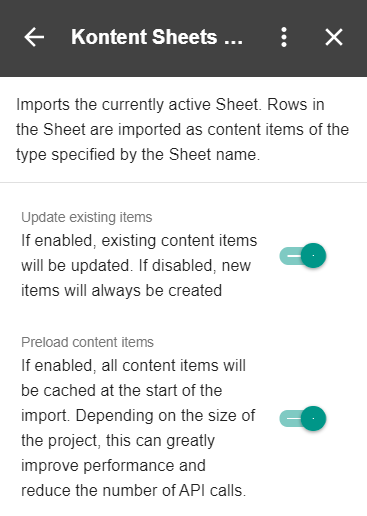 Kontent Sheets ...
Imports the currently active Sheet. Rows in
the Sheet are imported as content items of the
type specified by the Sheet name.
Update existing items
If enabled, existing content items
will be updated. If disabled, new
items will always be created
Preload content items
If enabled, all content items will
be cached at the start of the
import. Depending on the size of
the project, this can greatly
improve performance and
reduce the number of API calls.